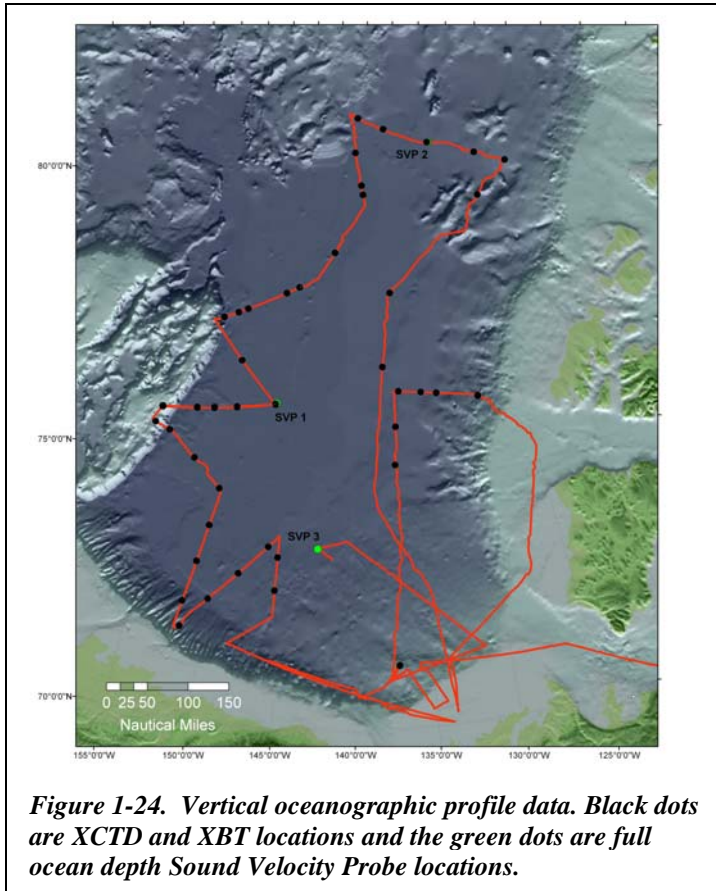 SVP 2
80°0'0"N
SVP 1
75°0'0"N
SVP 3
70°0'0"N
0 25 50 100 150
Nautical Miles
155°0'0"W 150°0'0"W 145°0'0"W 140°0'0"W 135°0'0"W 130°0'0"W 125°0'0"W
Figure 1-24. Vertical oceanographic profile data. Black dots
are XCTD and XBT locations and the green dots are full
ocean depth Sound Velocity Probe locations.